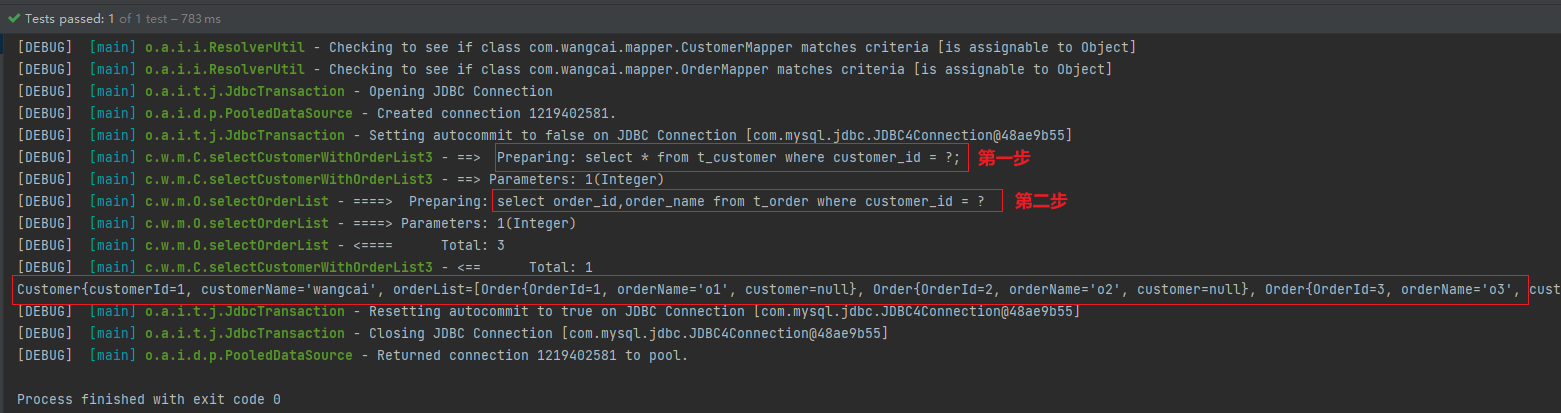 Tests passed: 1 of 1 test – 783 ms
[DEBUG] [main] o.a.i.i.ResolverUtil - Checking to see if class com.wangcai.mapper.CustomerMapper matches criteria [is assignable to Object]
[DEBUG] [main] o.a.i.i.ResolverUtil - Checking to see if class com.wangcai.mapper.OrderMapper matches criteria [is assignable to Object]
[DEBUG] [main] o.a.i.t.j.JdbcTransaction - Opening JDBC Connection
[DEBUG] [main] o.a.i.d.p.PooledDataSource - Created connection 1219402581.
[DEBUG] [main] o.a.i.t.j.JdbcTransaction - Setting autocommit to false on JDBC Connection [com.mysql.jdbc.JDBC4Connection@48ae9b55]
[DEBUG] [main] c.w.m.C.selectCustomerWithOrderList3 - ==>  Preparing: select * from t_customer where customer_id = ?; 第一步
[DEBUG] [main] c.w.m.C.selectCustomerWithOrderList3 - ==> Parameters: 1(Integer)
[DEBUG] [main] c.w.m.O.selectOrderList - ====>  Preparing: select order_id,order_name from t_order where customer_id = ? 第二步
[DEBUG] [main] c.w.m.O.selectOrderList - ====> Parameters: 1(Integer)
[DEBUG] [main] c.w.m.O.selectOrderList - <====      Total: 3
[DEBUG] [main] c.w.m.C.selectCustomerWithOrderList3 - <==      Total: 1
Customer{customerId=1, customerName='wangcai', orderList=[Order{OrderId=1, orderName='o1', customer=null}, Order{OrderId=2, orderName='o2', customer=null}, Order{OrderId=3, orderName='o3', cust
[DEBUG] [main] o.a.i.t.j.JdbcTransaction - Resetting autocommit to true on JDBC Connection [com.mysql.jdbc.JDBC4Connection@48ae9b55]
[DEBUG] [main] o.a.i.t.j.JdbcTransaction - Closing JDBC Connection [com.mysql.jdbc.JDBC4Connection@48ae9b55]
[DEBUG] [main] o.a.i.d.p.PooledDataSource - Returned connection 1219402581 to pool.
Process finished with exit code 0